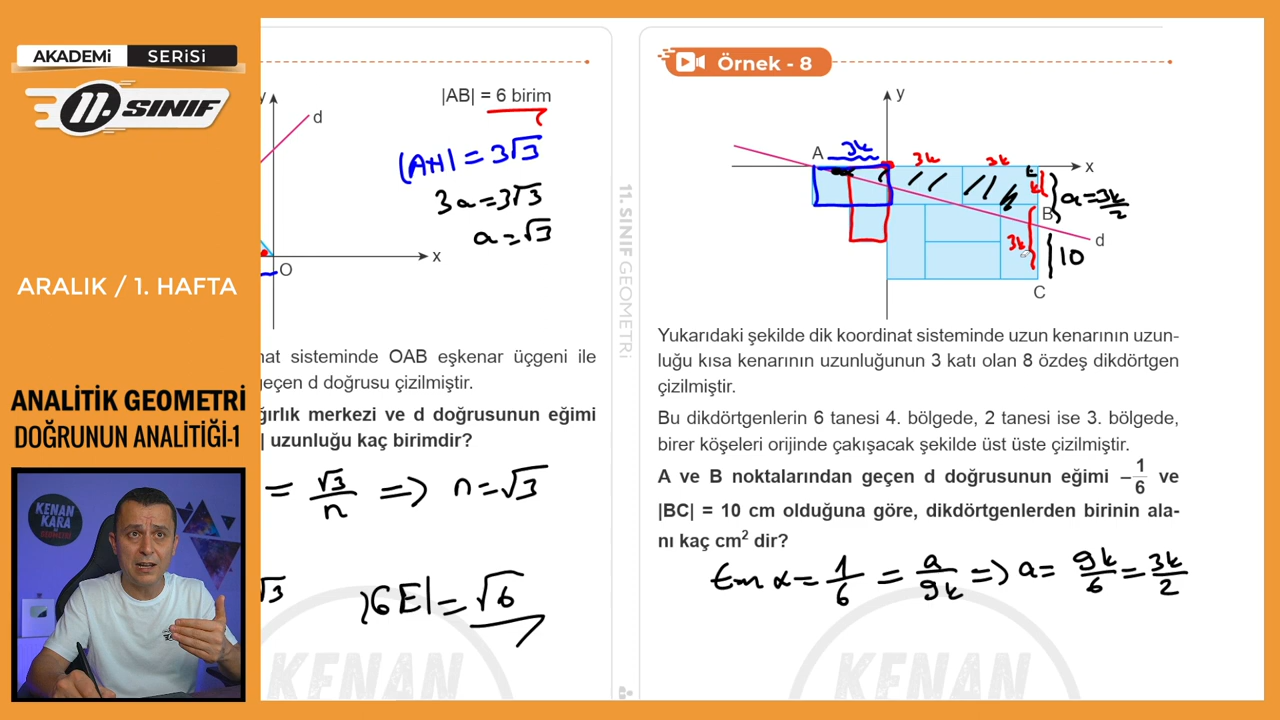 AKADEMİ SERİSİ
11. SINIF
ARALIK / 1. HAFTA
ANALİTİK GEOMETRİ
DOĞRUNUN ANALİTİĞİ-1
KENAN
KARA
y
d
|AB| = 6 birim
|AH| = 3√3
3a = 3√3
a = √3
x
O
nat sisteminde OAB eşkenar üçgeni ile
geçen d doğrusu çizilmiştir.
ğırlık merkezi ve d doğrusunun eğimi
| uzunluğu kaç birimdir?
= √3/n => n = √3
√3
|GE| = √6
KENAN
11. SINIF GEOMETRİ
Örnek - 8
y
A
3k
3k
3k
x
k
a = 3k/2
B
3k
d
10
C
Yukarıdaki şekilde dik koordinat sisteminde uzun kenarının uzun-
luğu kısa kenarının uzunluğunun 3 katı olan 8 özdeş dikdörtgen
çizilmiştir.
Bu dikdörtgenlerin 6 tanesi 4. bölgede, 2 tanesi ise 3. bölgede,
birer köşeleri orijinde çakışacak şekilde üst üste çizilmiştir.
A ve B noktalarından geçen d doğrusunun eğimi –1/6 ve
|BC| = 10 cm olduğuna göre, dikdörtgenlerden birinin ala-
nı kaç cm² dir?
tan α = 1/6 = a/9k => a = 9k/6 = 3k/2
KENAN